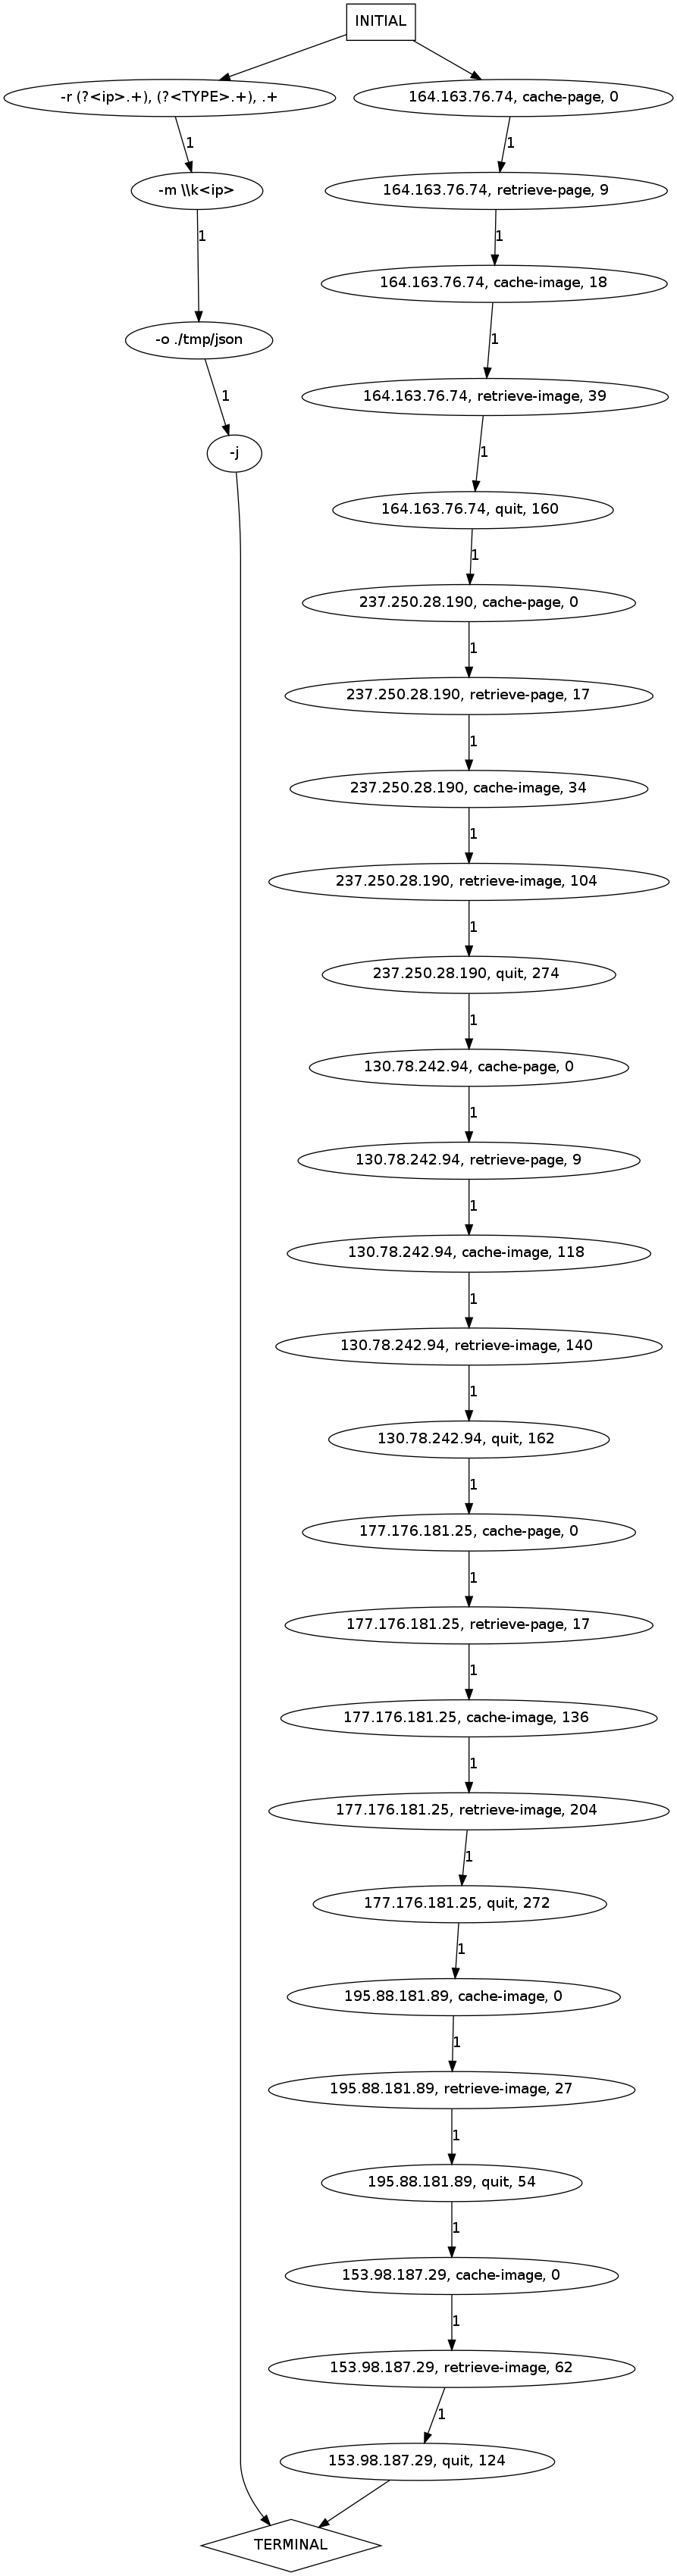 INITIAL
-r (?<ip>.+), (?<TYPE>.+), .+
164.163.76.74, cache-page, 0
1
1
-m \\k<ip>
164.163.76.74, retrieve-page, 9
1
1
164.163.76.74, cache-image, 18
-o ./tmp/json
1
1
164.163.76.74, retrieve-image, 39
-j
1
164.163.76.74, quit, 160
1
237.250.28.190, cache-page, 0
1
237.250.28.190, retrieve-page, 17
1
237.250.28.190, cache-image, 34
1
237.250.28.190, retrieve-image, 104
1
237.250.28.190, quit, 274
1
130.78.242.94, cache-page, 0
1
130.78.242.94, retrieve-page, 9
1
130.78.242.94, cache-image, 118
1
130.78.242.94, retrieve-image, 140
1
130.78.242.94, quit, 162
1
177.176.181.25, cache-page, 0
1
177.176.181.25, retrieve-page, 17
1
177.176.181.25, cache-image, 136
1
177.176.181.25, retrieve-image, 204
1
177.176.181.25, quit, 272
1
195.88.181.89, cache-image, 0
1
195.88.181.89, retrieve-image, 27
1
195.88.181.89, quit, 54
1
153.98.187.29, cache-image, 0
1
153.98.187.29, retrieve-image, 62
1
153.98.187.29, quit, 124
TERMINAL